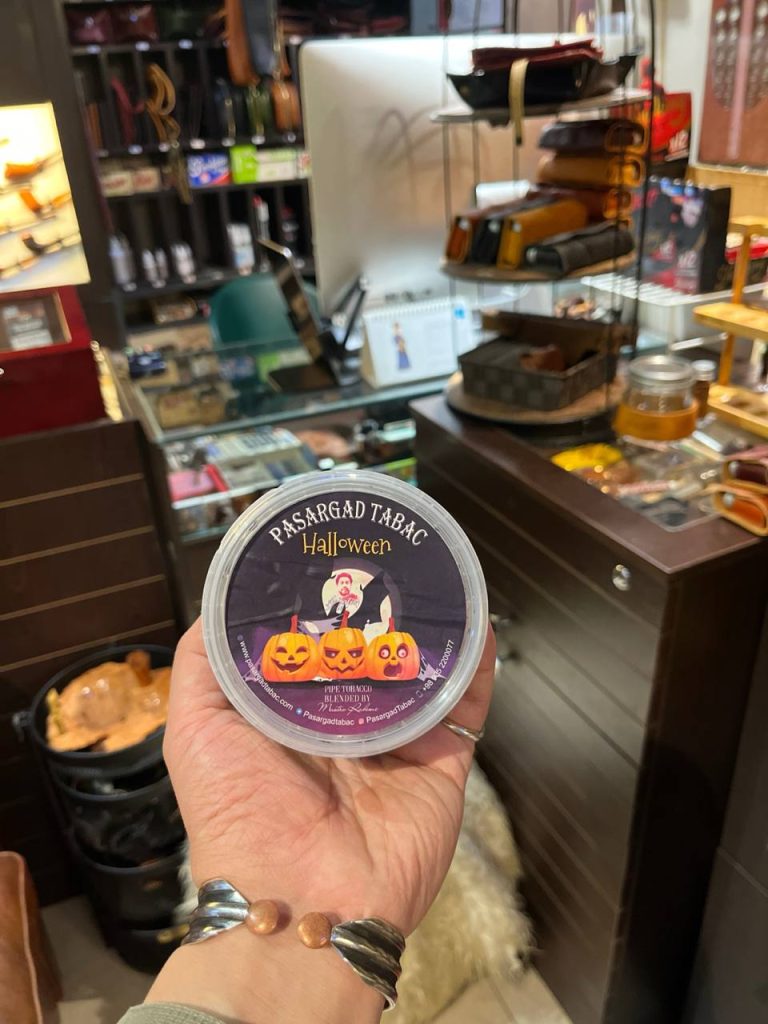 PASARGAD TABAC
Halloween
PIPE TOBACCO
BLENDED BY
www.pasargadtabac.com
Pasargadtabac
PasargadTabac